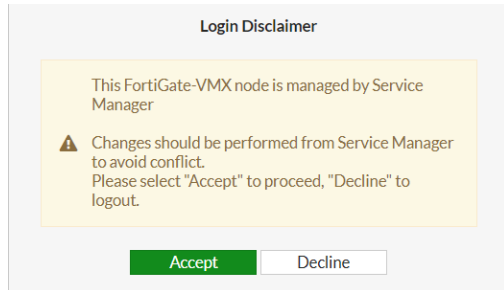 Login Disclaimer
This FortiGate-VMX node is managed by Service
Manager
Changes should be performed from Service Manager
to avoid conflict.
Please select "Accept" to proceed, "Decline" to
logout.
Accept
Decline